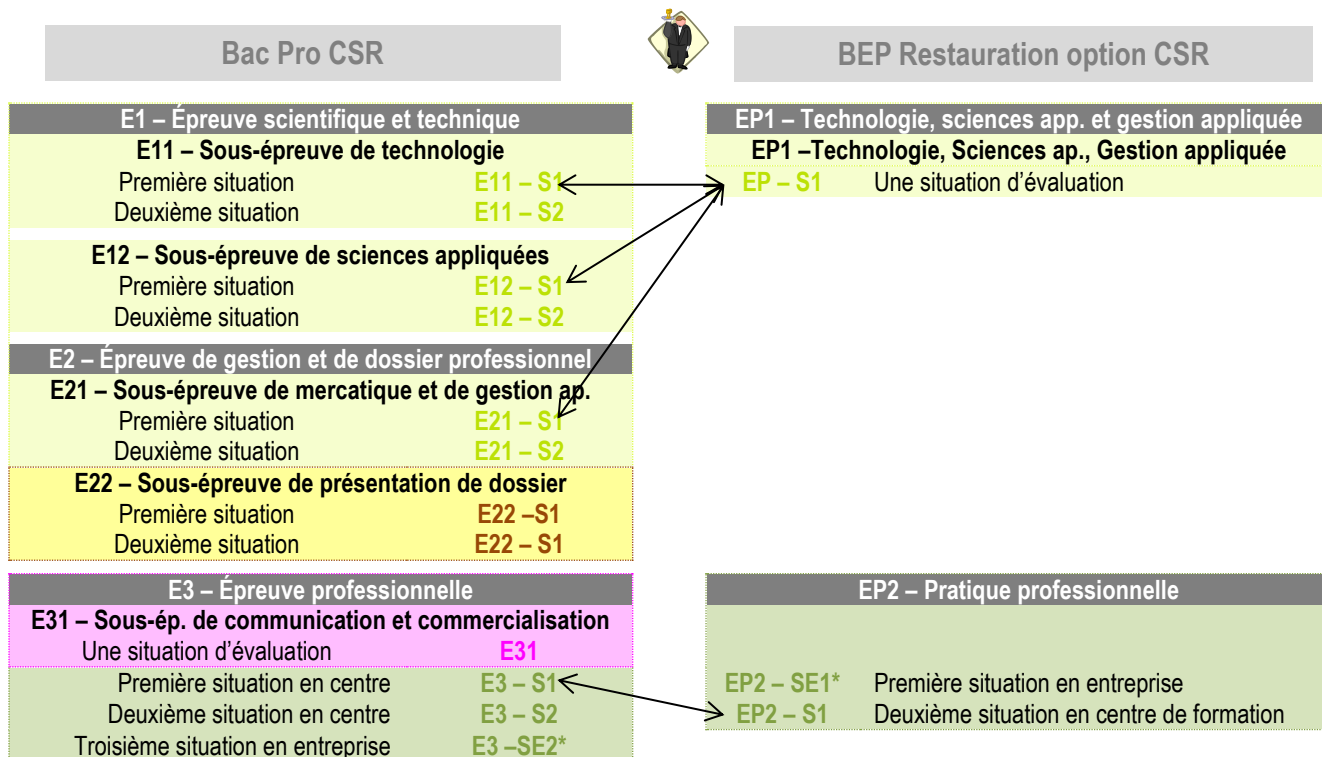 Bac Pro CSR
BEP Restauration option CSR
E1 – Épreuve scientifique et technique
E11 – Sous-épreuve de technologie
Première situation E11 – S1
Deuxième situation E11 – S2
E12 – Sous-épreuve de sciences appliquées
Première situation E12 – S1
Deuxième situation E12 – S2
E2 – Épreuve de gestion et de dossier professionnel
E21 – Sous-épreuve de mercatique et de gestion ap.
Première situation E21 – S1
Deuxième situation E21 – S2
E22 – Sous-épreuve de présentation de dossier
Première situation E22 –S1
Deuxième situation E22 – S1
E3 – Épreuve professionnelle
E31 – Sous-ép. de communication et commercialisation
Une situation d’évaluation E31
Première situation en centre E3 – S1
Deuxième situation en centre E3 – S2
Troisième situation en entreprise E3 –SE2*
EP1 – Technologie, sciences app. et gestion appliquée
EP1 –Technologie, Sciences ap., Gestion appliquée
EP – S1 Une situation d’évaluation
EP2 – Pratique professionnelle
EP2 – SE1* Première situation en entreprise
EP2 – S1 Deuxième situation en centre de formation